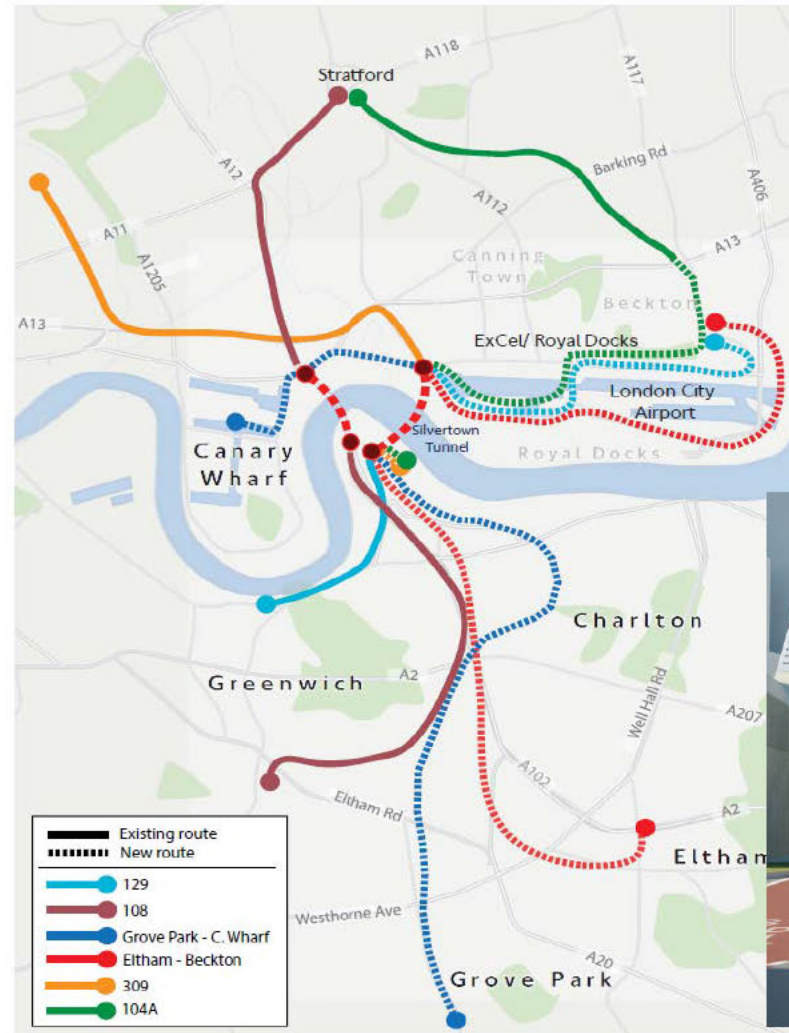 A118
Stratford
A117
A12
Barking Rd
A406
A112
A11
A13
Canning
Town
A1205
Beckton
A13
ExCel/ Royal Docks
London City
Airport
Silvertown
Tunnel
Canary
Wharf
Royal Docks
Charlton
Greenwich
A2
Well Hall Rd
A207
A102
Eltham Rd
A2
Eltham
Existing route
New route
129
108
Grove Park - C. Wharf
Eltham - Beckton
309
104A
Westhorne Ave
A20
Grove Park